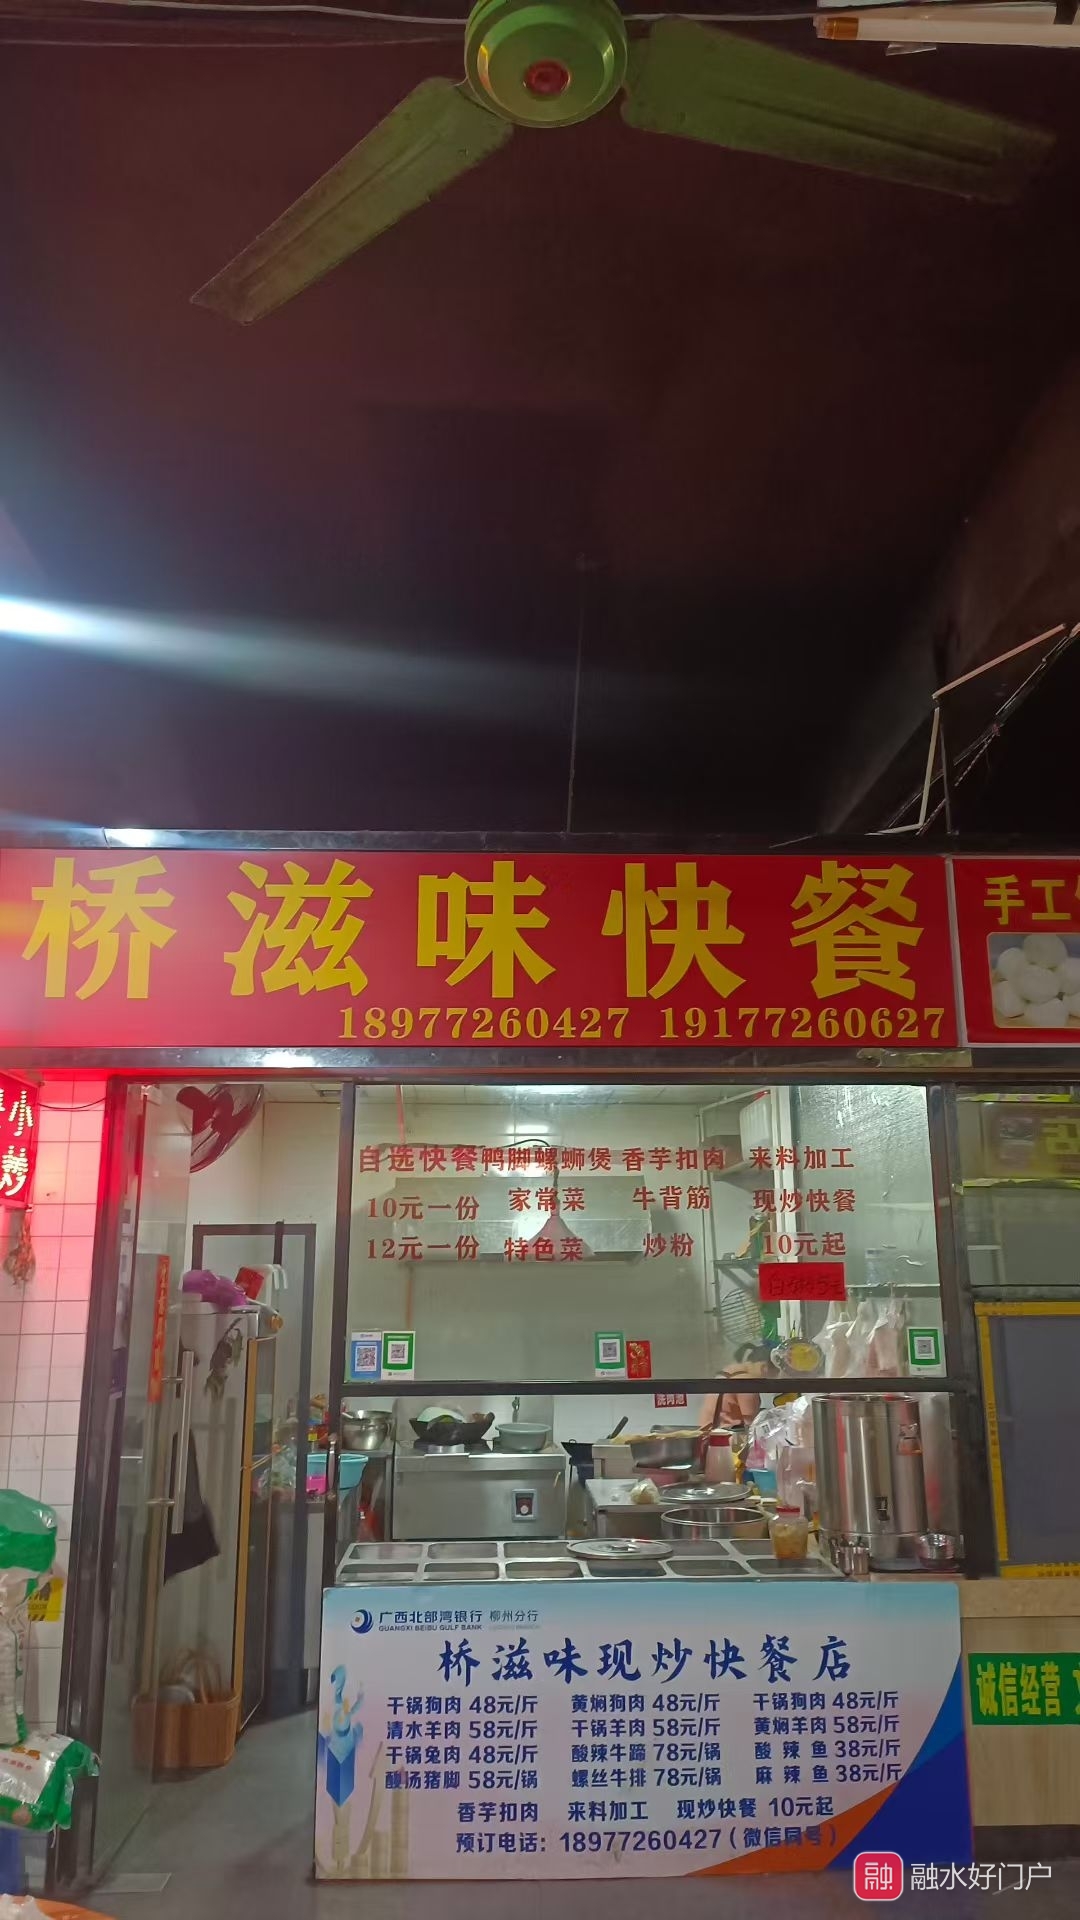 桥滋味快餐
18977260427 19177260627
手工
小
炒
自选快餐 鸭脚螺蛳煲 香芋扣肉 来料加工
10元一份 家常菜 牛背筋 现炒快餐
12元一份 特色菜 炒粉 10元起
洗肉池
广西北部湾银行 柳州分行
GUANGXI BEIBU GULF BANK
桥滋味现炒快餐店
干锅狗肉 48元/斤 黄焖狗肉 48元/斤 干锅狗肉 48元/斤
清水羊肉 58元/斤 干锅羊肉 58元/斤 黄焖羊肉 58元/斤
干锅兔肉 48元/斤 酸辣牛蹄 78元/锅 酸辣鱼 38元/斤
酸汤猪脚 58元/锅 螺丝牛排 78元/锅 麻辣鱼 38元/斤
香芋扣肉 来料加工 现炒快餐 10元起
预订电话：18977260427（微信同号）
诚信经营
融 融水好门户